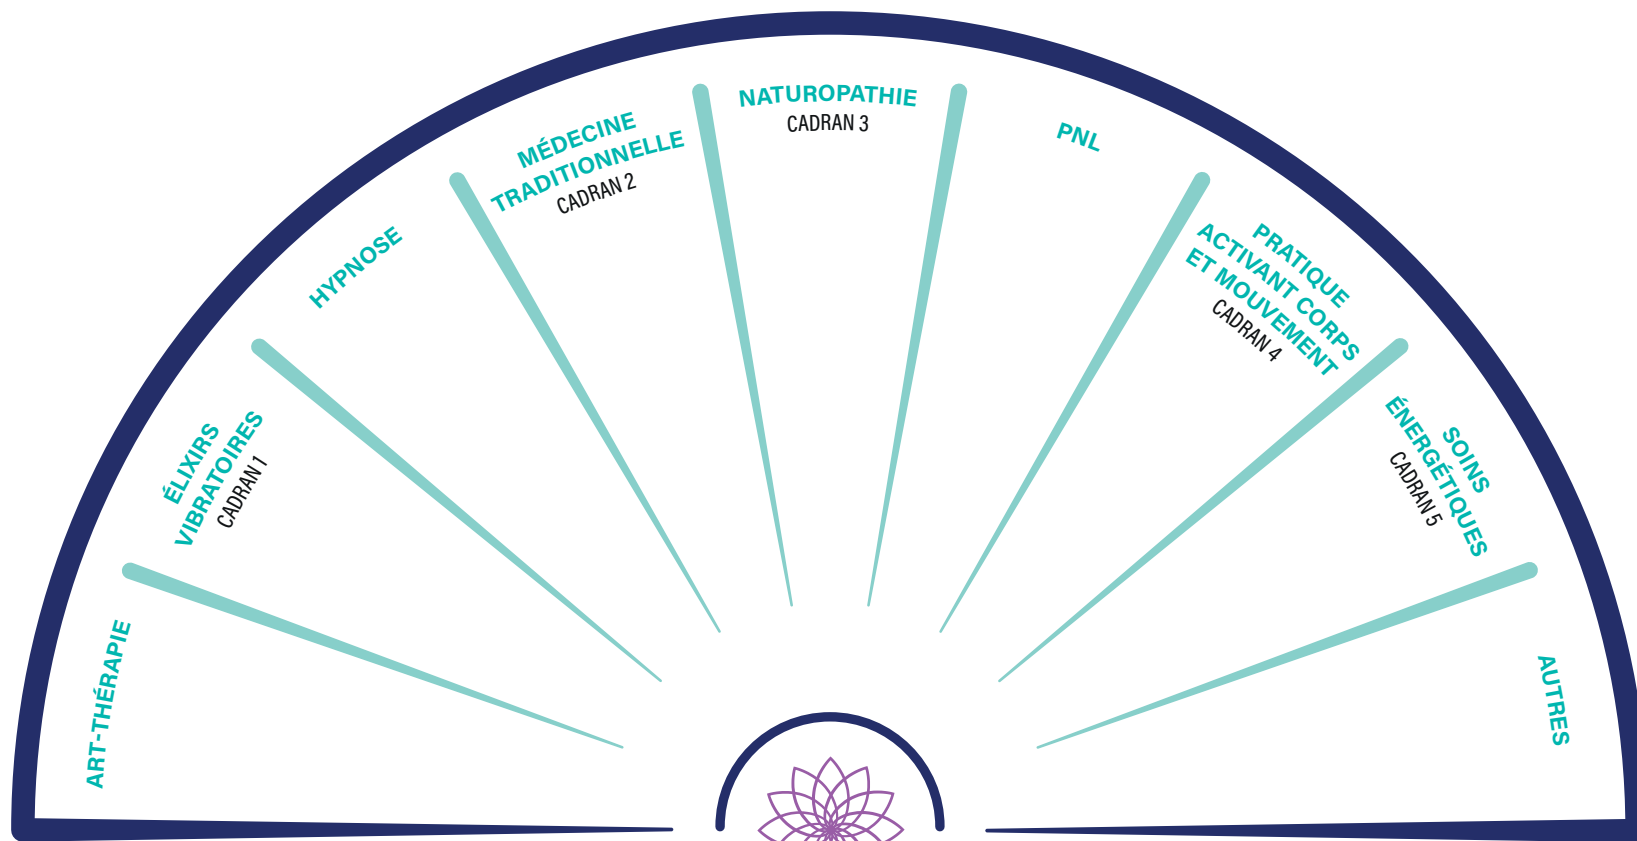 ART-THÉRAPIE
ÉLIXIRS
VIBRATOIRES
CADRAN 1
HYPNOSE
MÉDECINE
TRADITIONNELLE
CADRAN 2
NATUROPATHIE
CADRAN 3
PNL
PRATIQUE
ACTIVANT CORPS
ET MOUVEMENT
CADRAN 4
SOINS
ÉNERGÉTIQUES
CADRAN 5
AUTRES